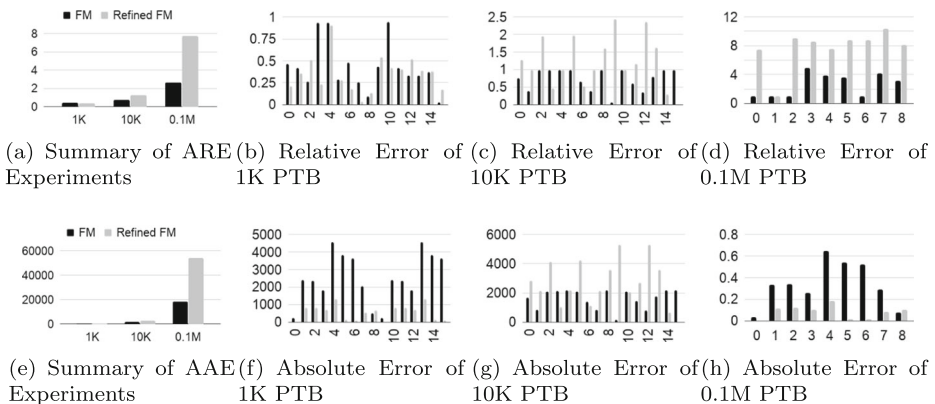 FM Refined FM
8
6
4
2
0
1K 10K 0.1M
(a) Summary of ARE
Experiments
1
0.75
0.5
0.25
0
0 2 4 6 8 10 12 14
(b) Relative Error of
1K PTB
2.5
2.0
1.5
1.0
0.5
0
0 2 4 6 8 10 12 14
(c) Relative Error of
10K PTB
12
8
6
4
2
0
0 1 2 3 4 5 6 7 8
(d) Relative Error of
0.1M PTB
FM Refined FM
60000
40000
20000
0
1K 10K 0.1M
(e) Summary of AAE
Experiments
5000
4000
3000
2000
1000
0
0 2 4 6 8 10 12 14
(f) Absolute Error of
1K PTB
6000
4000
2000
0
0 2 4 6 8 10 12 14
(g) Absolute Error of
10K PTB
0.8
0.6
0.4
0.2
0
0 1 2 3 4 5 6 7 8
(h) Absolute Error of
0.1M PTB